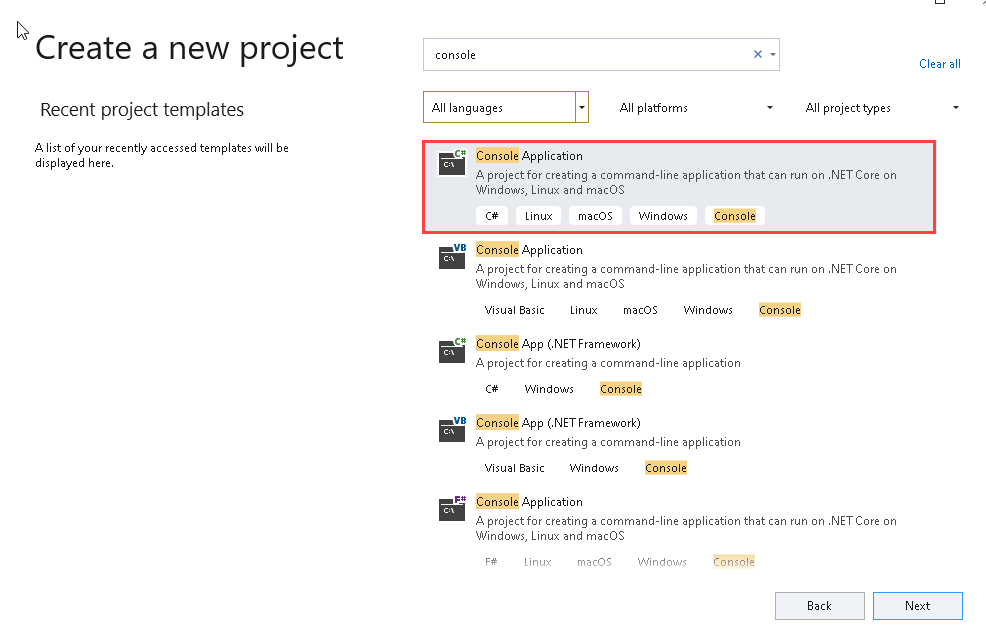 Create a new project
console
Clear all
Recent project templates
A list of your recently accessed templates will be
displayed here.
All languages
All platforms
All project types
C#
C:\
Console Application
A project for creating a command-line application that can run on .NET Core on
Windows, Linux and macOS
C# Linux macOS Windows Console
VB
C:\
Console Application
A project for creating a command-line application that can run on .NET Core on
Windows, Linux and macOS
Visual Basic Linux macOS Windows Console
C#
C:\
Console App (.NET Framework)
A project for creating a command-line application
C# Windows Console
VB
C:\
Console App (.NET Framework)
A project for creating a command-line application
Visual Basic Windows Console
F#
C:\
Console Application
A project for creating a command-line application that can run on .NET Core on
Windows, Linux and macOS
F# Linux macOS Windows Console
Back
Next